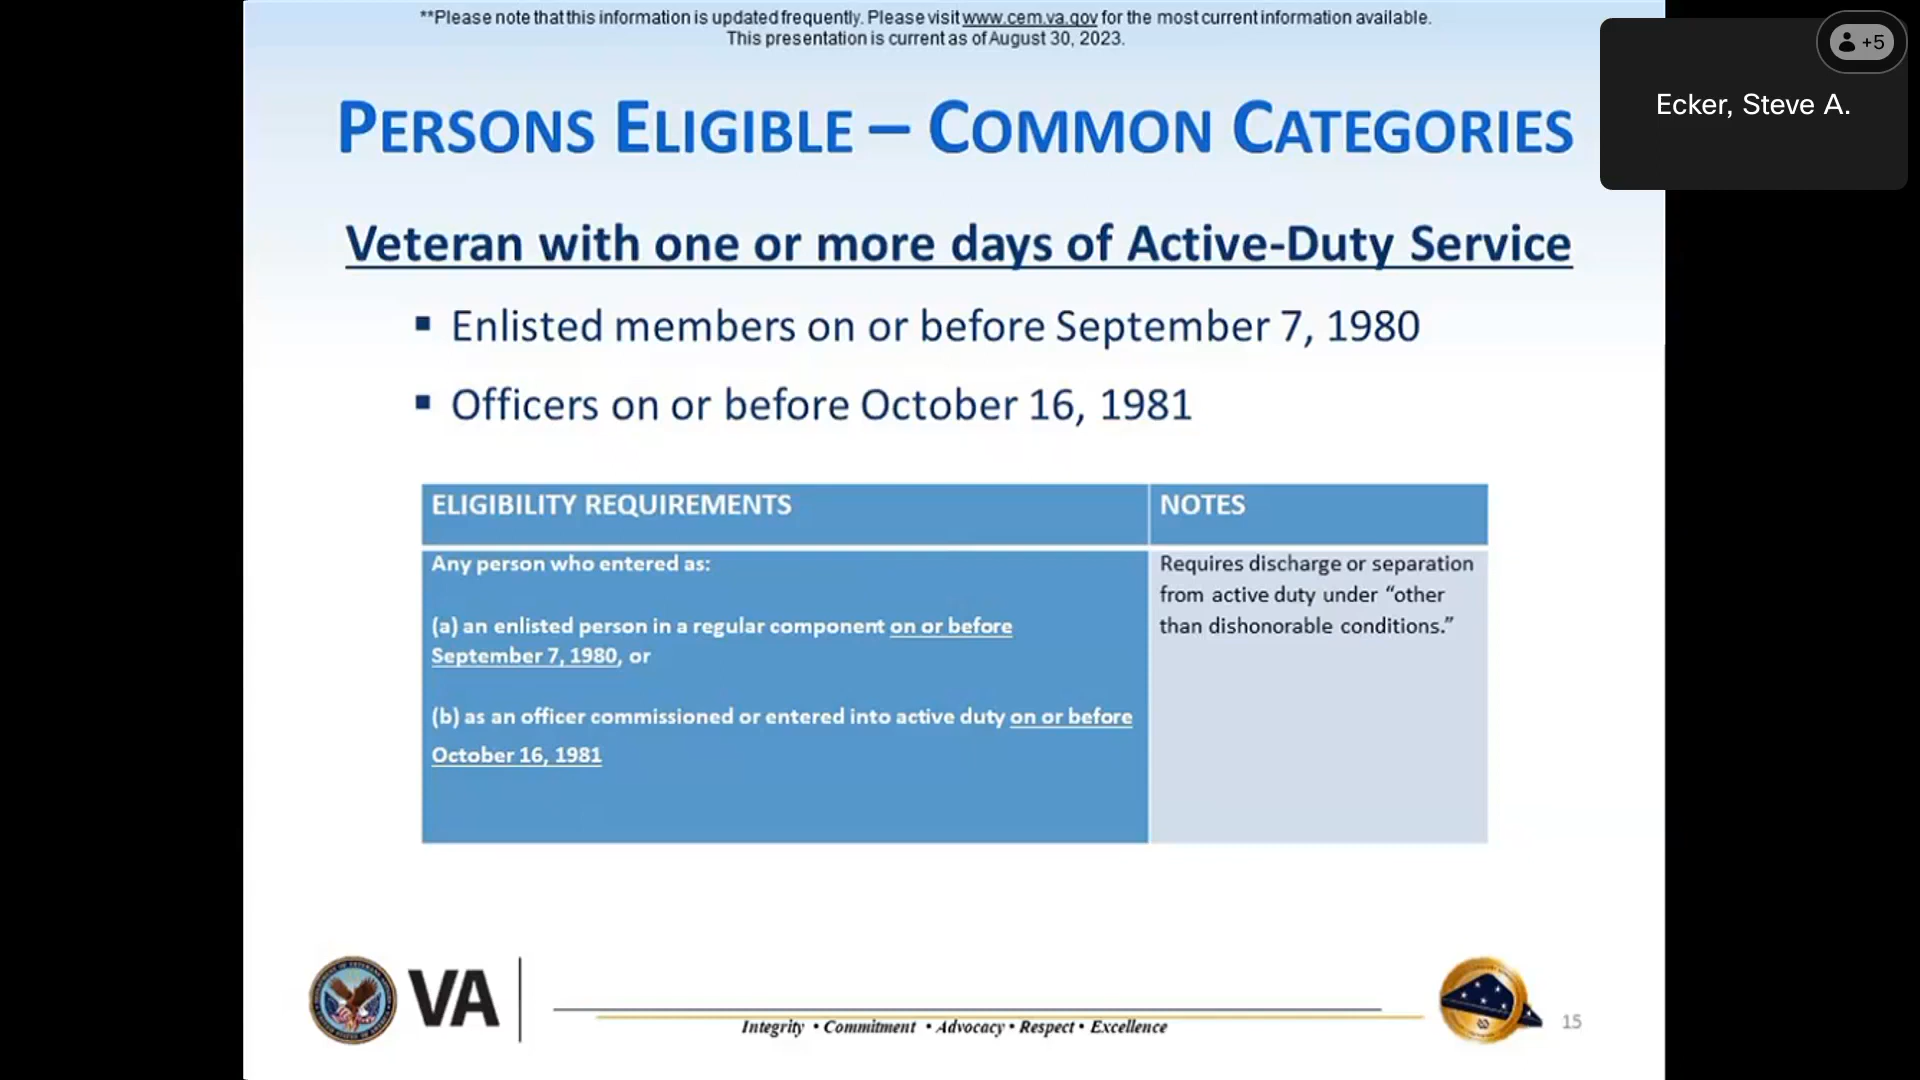 **Please note that this information is updated frequently. Please visit www.cem.va.gov for the most current information available.
This presentation is current as of August 30, 2023.
+5
Ecker, Steve A.
PERSONS ELIGIBLE – COMMON CATEGORIES
Veteran with one or more days of Active-Duty Service
▪ Enlisted members on or before September 7, 1980
▪ Officers on or before October 16, 1981
ELIGIBILITY REQUIREMENTS
NOTES
Any person who entered as:
(a) an enlisted person in a regular component on or before
September 7, 1980, or
(b) as an officer commissioned or entered into active duty on or before
October 16, 1981
Requires discharge or separation
from active duty under “other
than dishonorable conditions.”
VA
Integrity • Commitment • Advocacy • Respect • Excellence
15